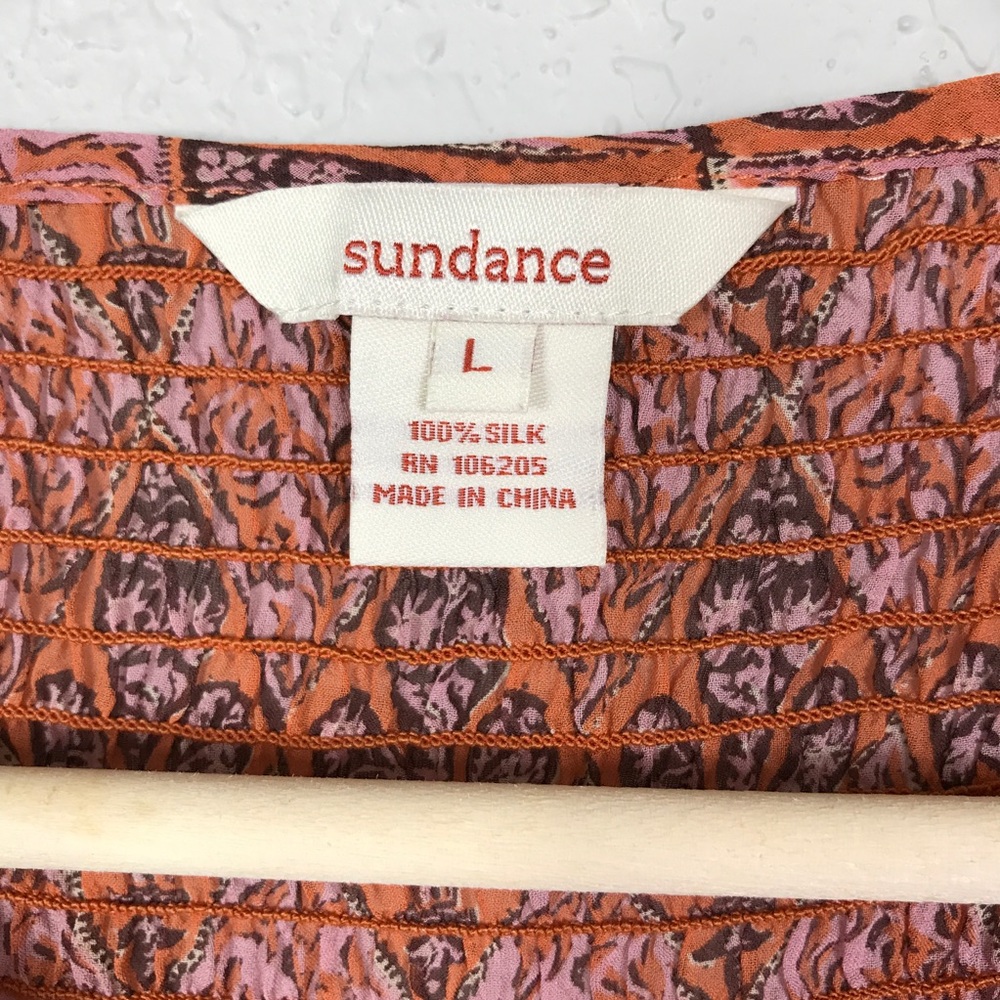 sundance
L
100% SILK
RN 106205
MADE IN CHINA